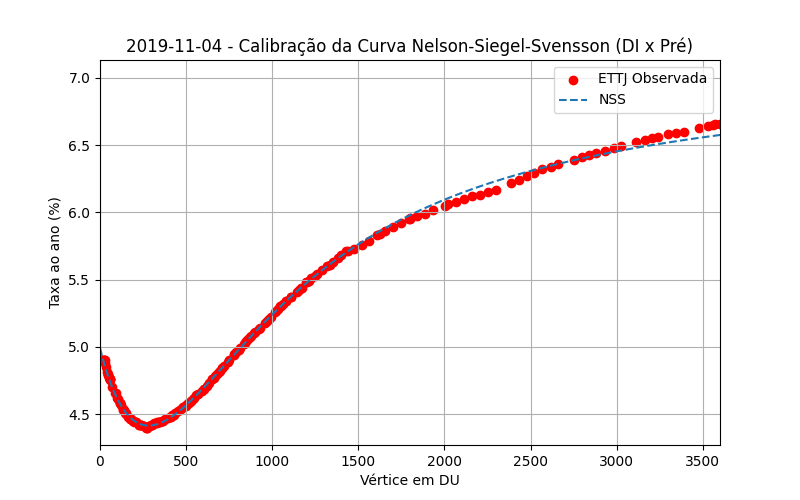 2019-11-04 - Calibração da Curva Nelson-Siegel-Svensson (DI x Pré)
ETTJ Observada
NSS
Taxa ao ano (%)
7.0
6.5
6.0
5.5
5.0
4.5
0 500 1000 1500 2000 2500 3000 3500
Vértice em DU